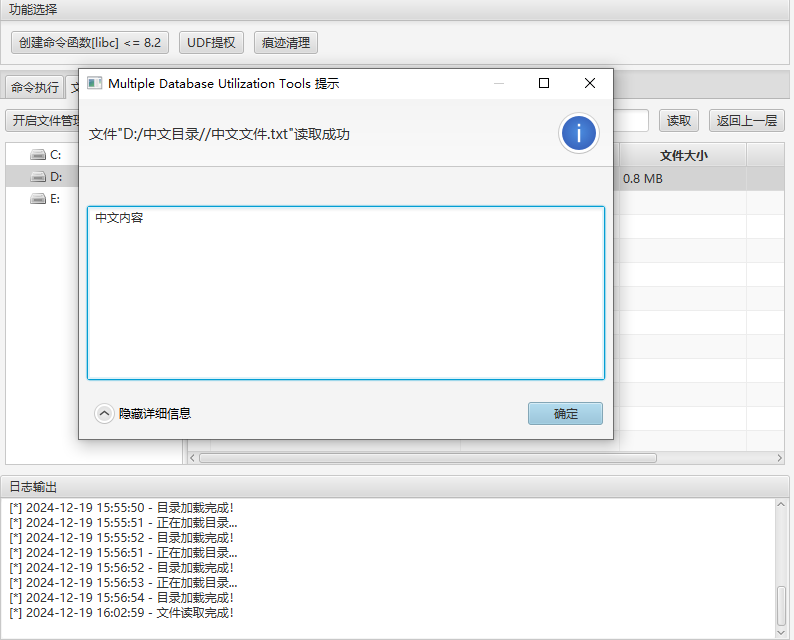 功能选择
创建命令函数[libc] <= 8.2 UDF提权 痕迹清理
Multiple Database Utilization Tools 提示
命令执行
开启文件管理 读取 返回上一层
文件"D:/中文目录//中文文件.txt"读取成功
C: 文件大小
D: 0.8 MB
E:
中文内容
隐藏详细信息 确定
日志输出
[*] 2024-12-19 15:55:50 - 目录加载完成!
[*] 2024-12-19 15:55:51 - 正在加载目录...
[*] 2024-12-19 15:55:52 - 目录加载完成!
[*] 2024-12-19 15:56:51 - 正在加载目录...
[*] 2024-12-19 15:56:52 - 目录加载完成!
[*] 2024-12-19 15:56:53 - 正在加载目录...
[*] 2024-12-19 15:56:54 - 目录加载完成!
[*] 2024-12-19 16:02:59 - 文件读取完成!